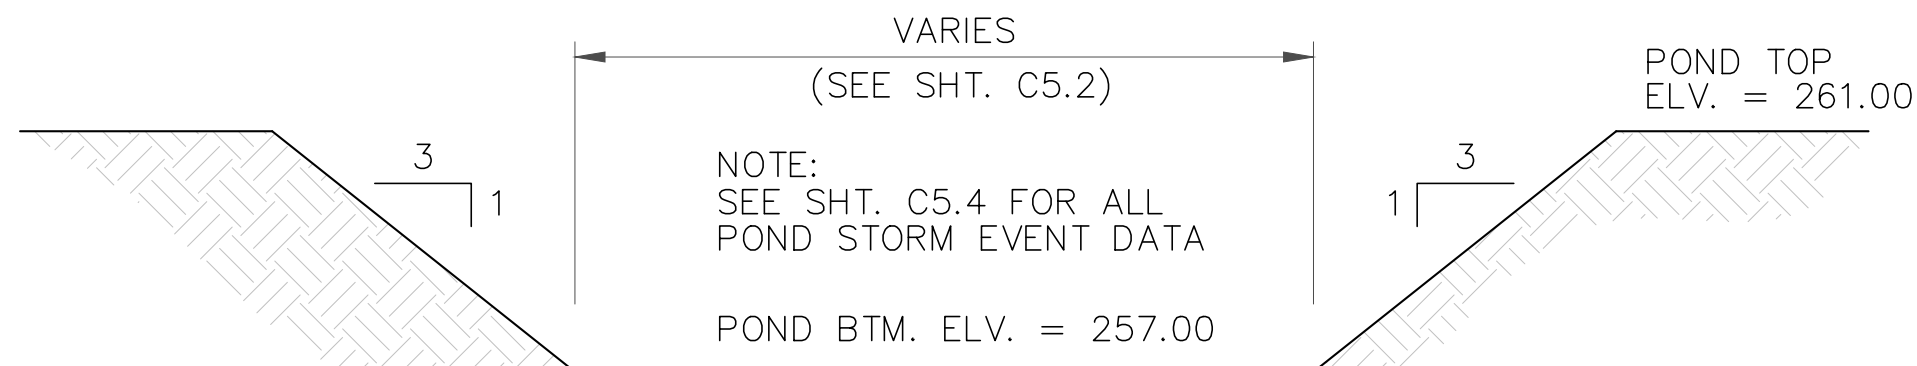 VARIES
(SEE SHT. C5.2)
POND TOP
ELV. = 261.00
3
1
NOTE:
SEE SHT. C5.4 FOR ALL
POND STORM EVENT DATA
3
1
POND BTM. ELV. = 257.00